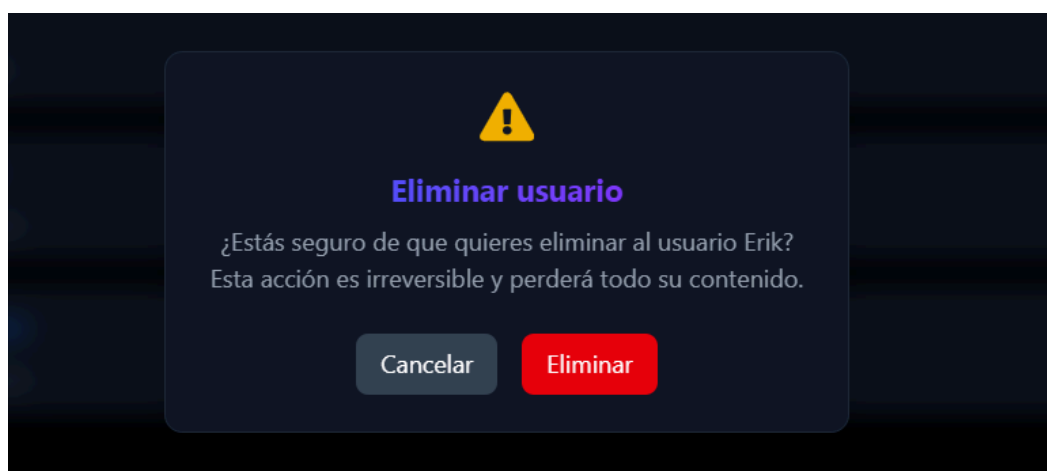 Eliminar usuario
¿Estás seguro de que quieres eliminar al usuario Erik?
Esta acción es irreversible y perderá todo su contenido.
Cancelar
Eliminar